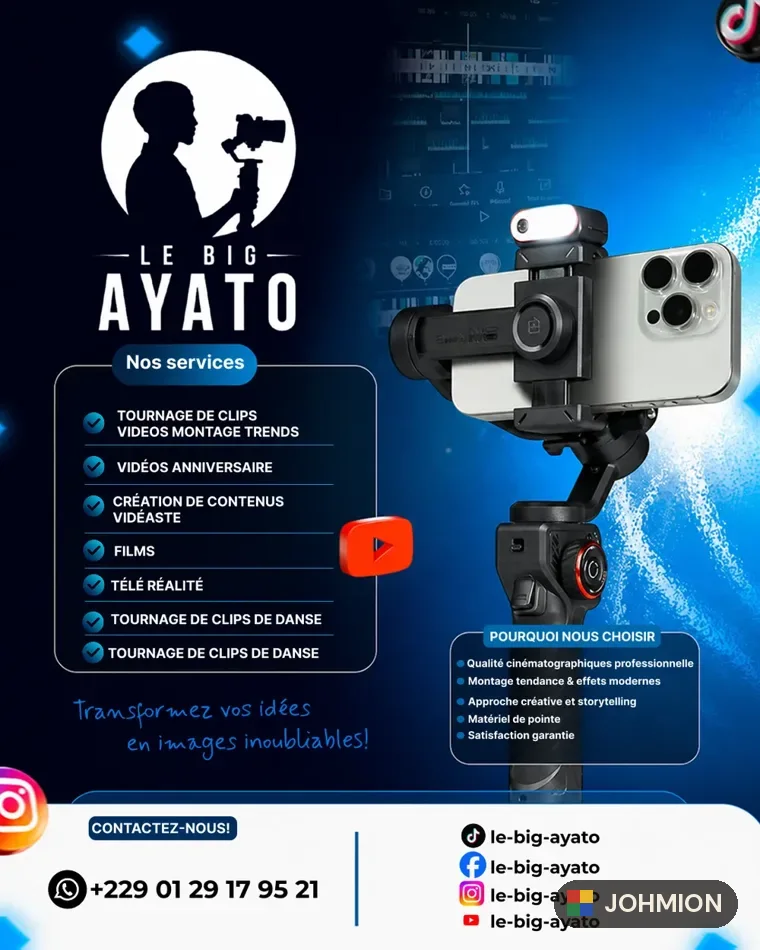 LE BIG
AYATO
Nos services
TOURNAGE DE CLIPS
VIDEOS MONTAGE TRENDS
VIDÉOS ANNIVERSAIRE
CRÉATION DE CONTENUS
VIDÉASTE
FILMS
TÉLÉ RÉALITÉ
TOURNAGE DE CLIPS DE DANSE
TOURNAGE DE CLIPS DE DANSE
Transformez vos idées
en images inoubliables!
POURQUOI NOUS CHOISIR
Qualité cinématographiques professionnelle
Montage tendance & effets modernes
Approche créative et storytelling
Matériel de pointe
Satisfaction garantie
CONTACTEZ-NOUS!
+229 01 29 17 95 21
le-big-ayato
le-big-ayato
le-big-ayato
le-big-ayato
JOHMION